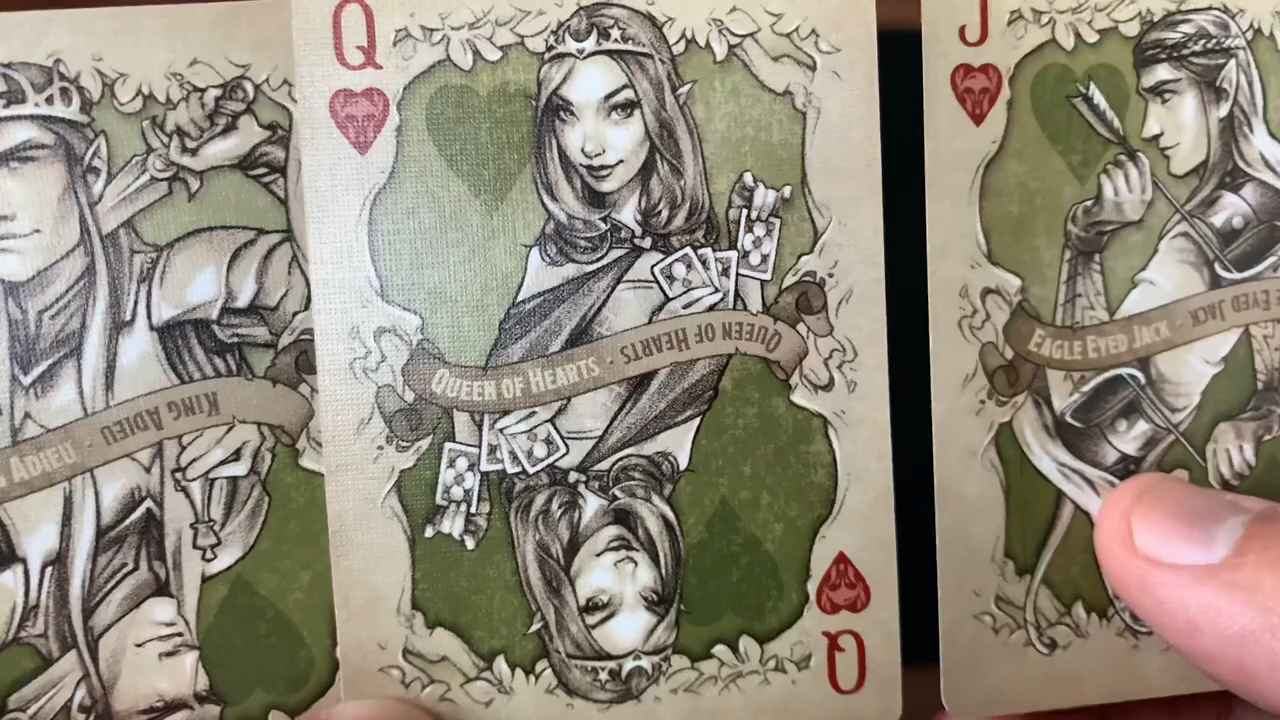 Q
J
KING ADIEU
ADIEU
QUEEN OF HEARTS · QUEEN OF HEARTS
EAGLE EYED JACK · EYED JACK
Q